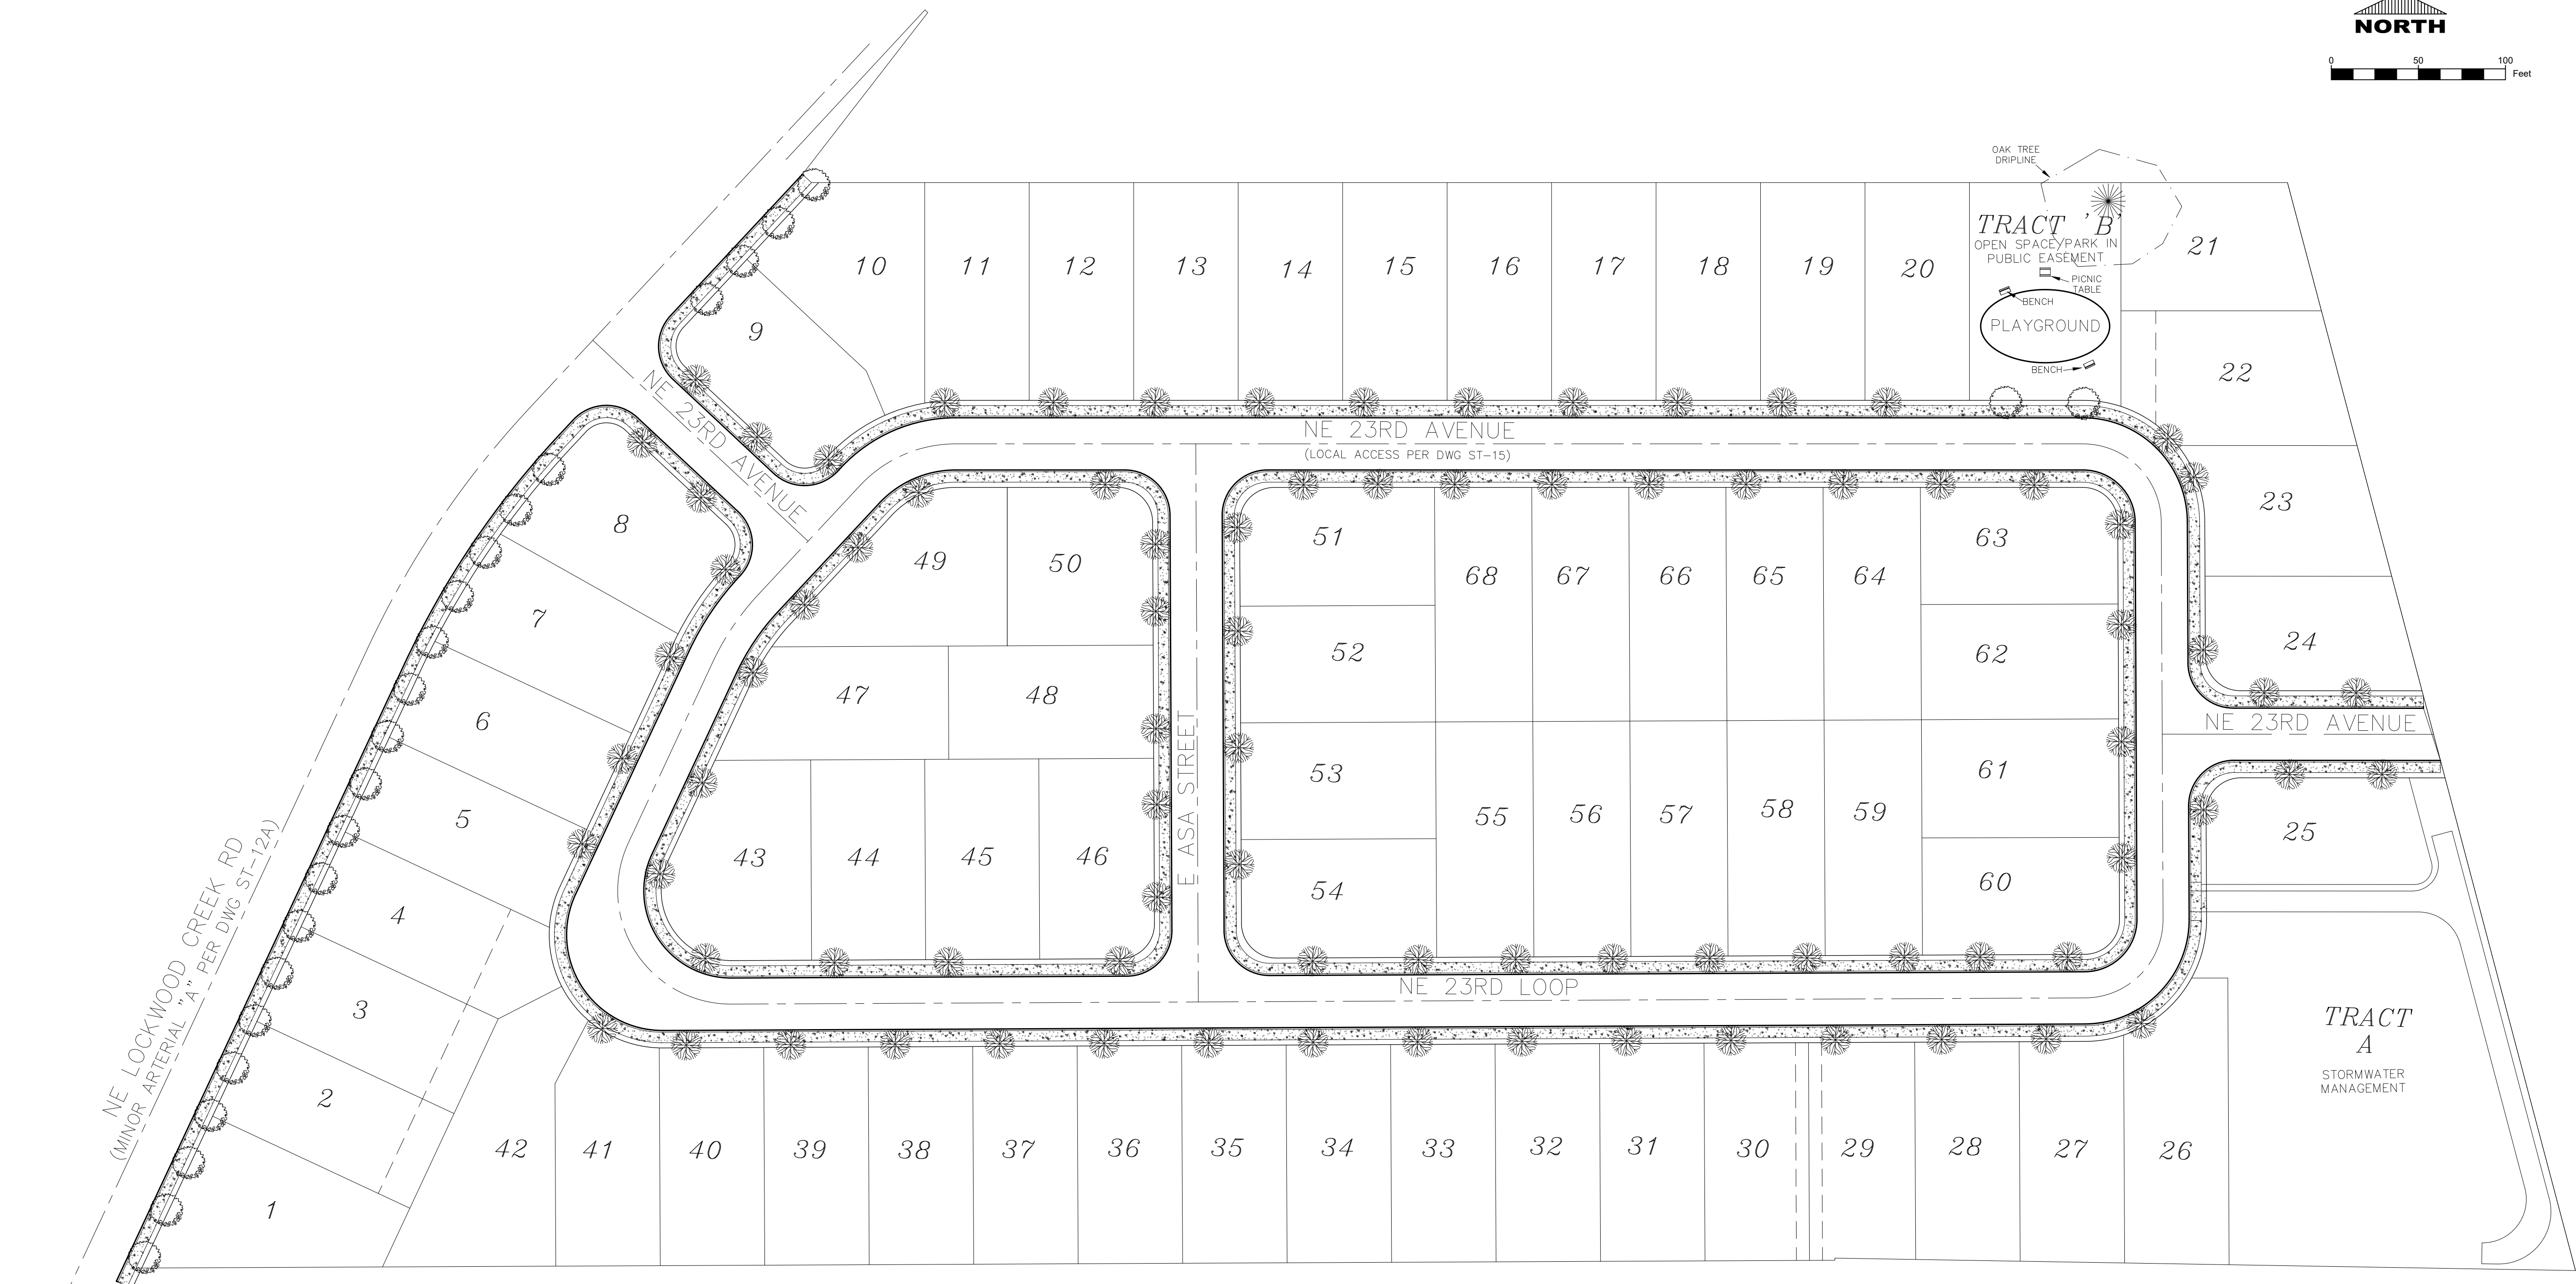 NORTH
0 50 100
Feet
OAK TREE
DRIPLINE
TRACT 'B'
OPEN SPACE/PARK IN
PUBLIC EASEMENT
PICNIC
TABLE
BENCH
PLAYGROUND
BENCH
10 11 12 13 14 15 16 17 18 19 20 21
9
22
NE 23RD AVENUE
NE 23RD AVENUE
(LOCAL ACCESS PER DWG ST-15)
8
49 50
51
68 67 66 65 64
63
23
7
47 48
52
62
24
NE 23RD AVENUE
6
5
E ASA STREET
53
61
55 56 57 58 59
25
43 44 45 46
54
60
4
NE LOCKWOOD CREEK RD
(MINOR ARTERIAL "A" PER DWG ST-12A)
NE 23RD LOOP
3
2
1
TRACT
A
STORMWATER
MANAGEMENT
42 41 40 39 38 37 36 35 34 33 32 31 30 29 28 27 26